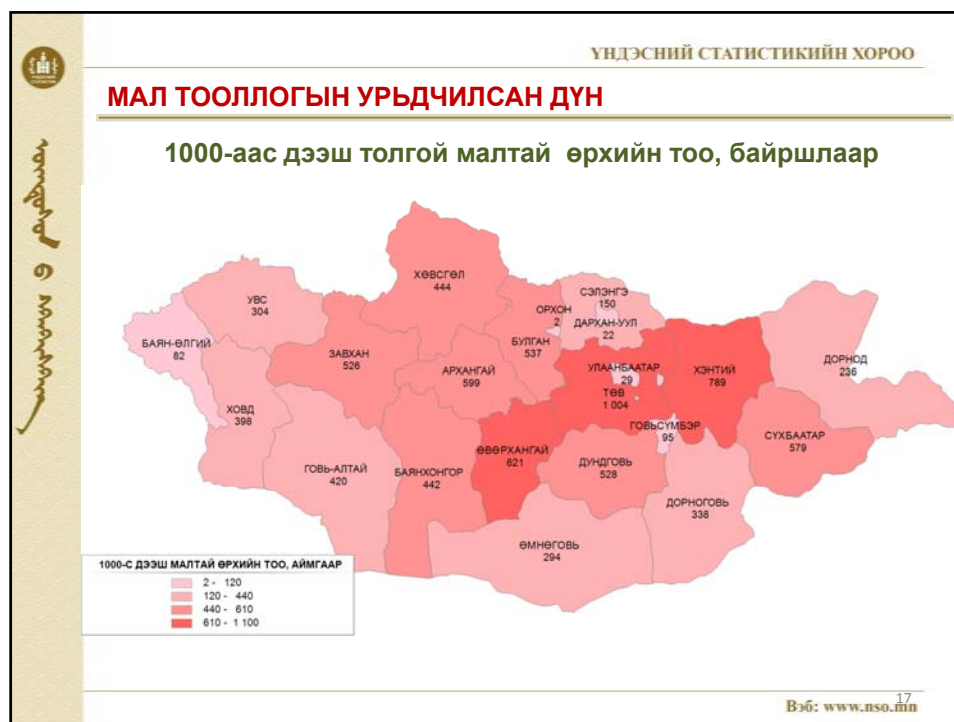 ҮНДЭСНИЙ СТАТИСТИКИЙН ХОРОО
МАЛ ТООЛЛОГЫН УРЬДЧИЛСАН ДҮН
1000-аас дээш толгой малтай өрхийн тоо, байршлаар
ХӨВСГӨЛ
444
УВС
304
БАЯН-ӨЛГИЙ
82
ЗАВХАН
526
ХОВД
398
АРХАНГАЙ
599
БУЛГАН
537
ОРХОН
2
СЭЛЭНГЭ
150
ДАРХАН-УУЛ
22
УЛААНБААТАР
29
ТӨВ
1 004
ХЭНТИЙ
789
ДОРНОД
236
ГОВЬСҮМБЭР
95
СҮХБААТАР
579
ГОВЬ-АЛТАЙ
420
БАЯНХОНГОР
442
ӨВӨРХАНГАЙ
621
ДУНДГОВЬ
528
ДОРНОГОВЬ
338
ӨМНӨГОВЬ
294
1000-С ДЭЭШ МАЛТАЙ ӨРХИЙН ТОО, АЙМГААР
2 - 120
120 - 440
440 - 610
610 - 1 100
17
Вэб: www.nso.mn